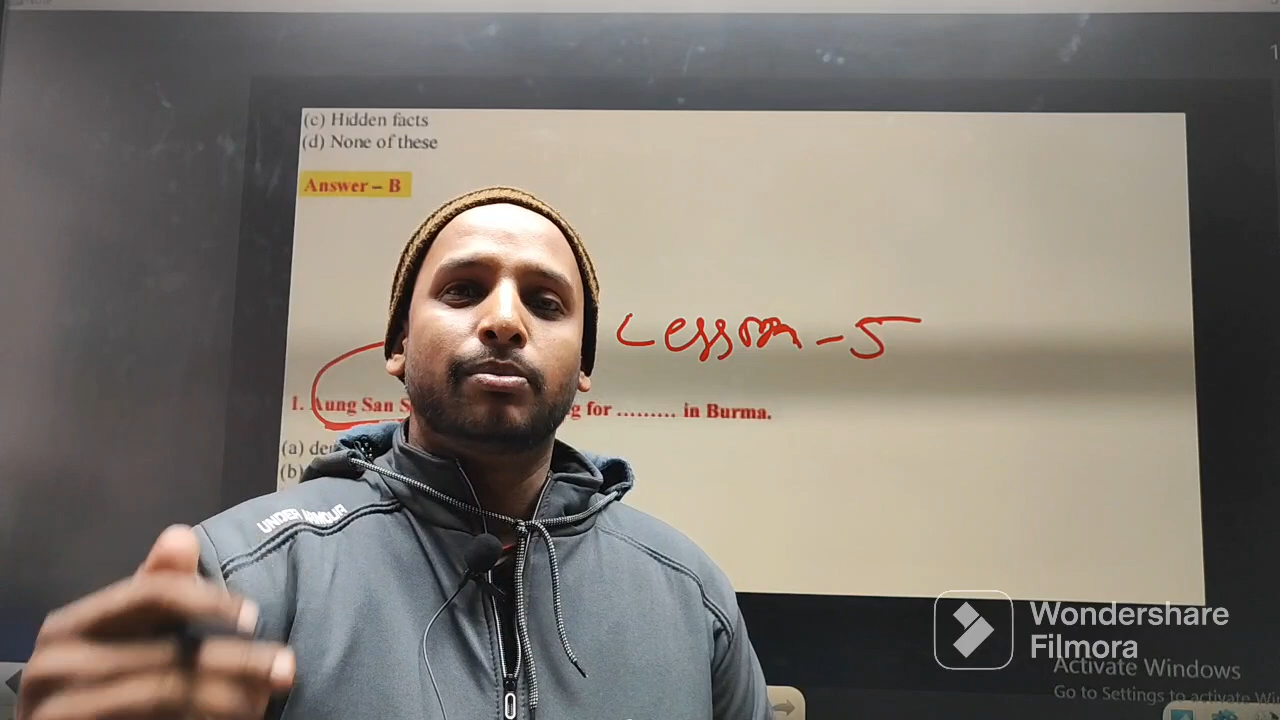 (c) Hidden facts
(d) None of these
Answer – B
Lesson - 5
1. Aung San S
g for ......... in Burma.
(a) de
(b)
UNDER ARMOUR
Wondershare
Filmora
Activate Windows
Go to Settings to activate Wi